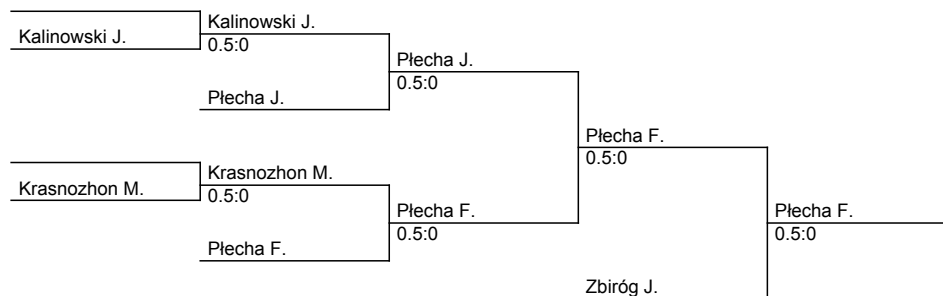 Kalinowski J.
Kalinowski J.
0.5:0
Płecha J.
Płecha J.
0.5:0
Krasnozhon M.
Krasnozhon M.
0.5:0
Płecha F.
Płecha F.
0.5:0
Płecha F.
0.5:0
Zbiróg J.
Płecha F.
0.5:0